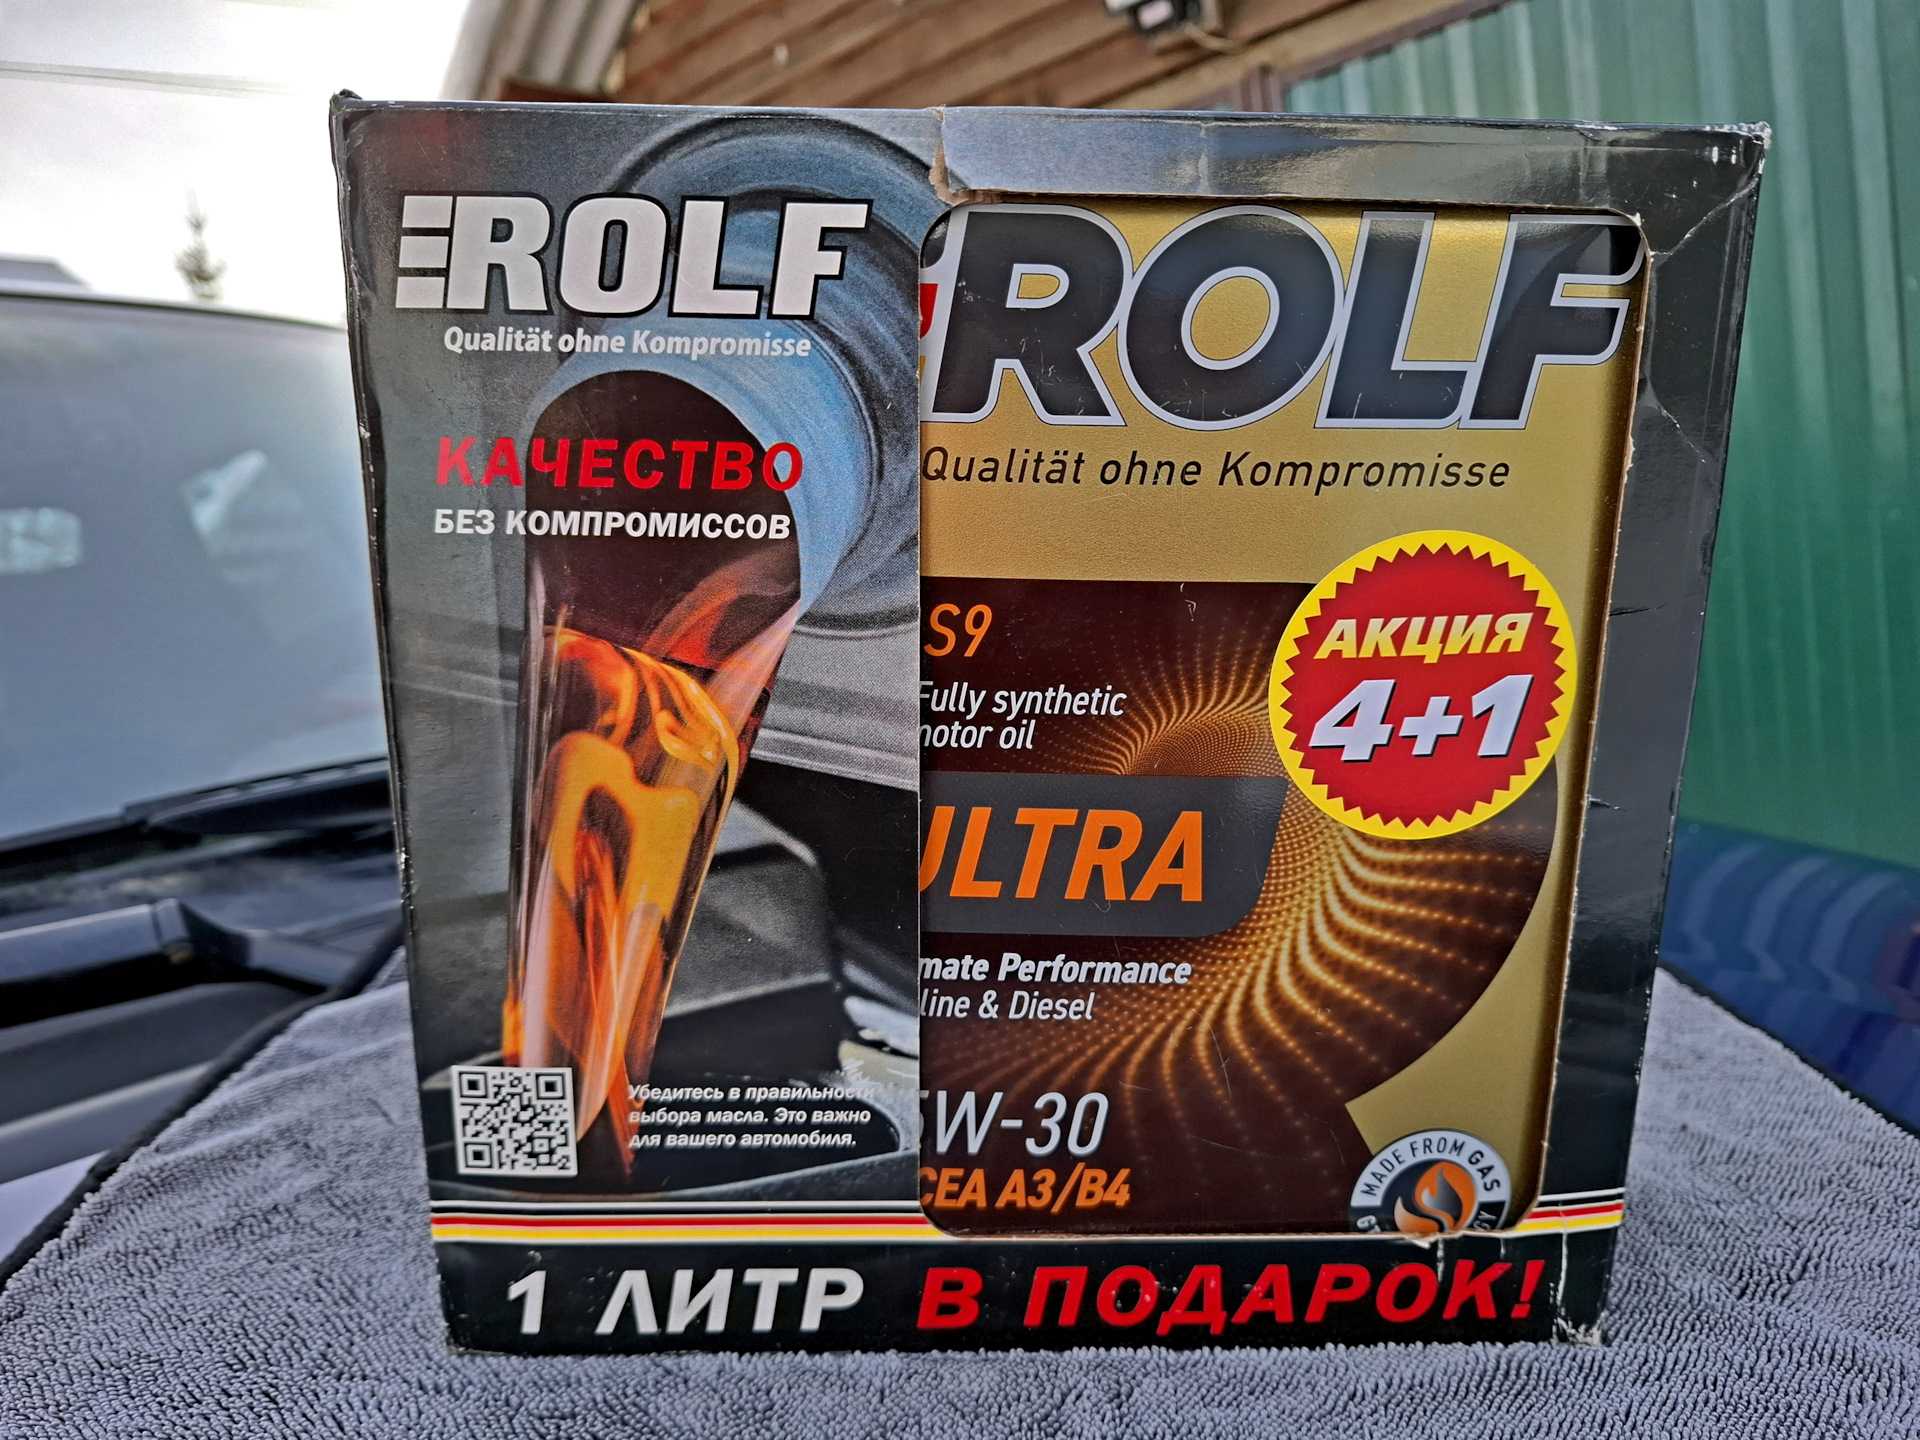 ROLF
Qualität ohne Kompromisse
КАЧЕСТВО
БЕЗ КОМПРОМИССОВ
Убедитесь в правильности
выбора масла. Это важно
для вашего автомобиля.
ROLF
Qualität ohne Kompromisse
АКЦИЯ
4+1
S9
Fully synthetic
motor oil
ULTRA
mate Performance
line & Diesel
5W-30
CEA A3/B4
MADE FROM GAS
1 ЛИТР В ПОДАРОК!